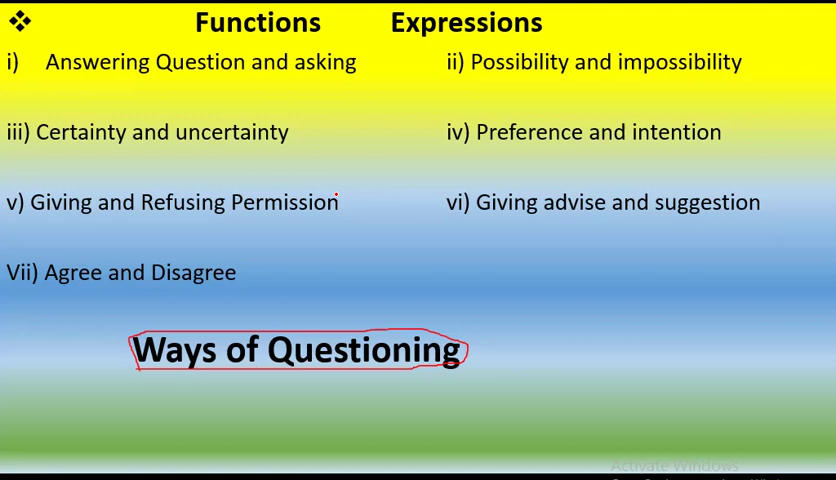 ❖ Functions Expressions
i) Answering Question and asking ii) Possibility and impossibility
iii) Certainty and uncertainty iv) Preference and intention
v) Giving and Refusing Permission vi) Giving advise and suggestion
Vii) Agree and Disagree
Ways of Questioning
Activate Windows